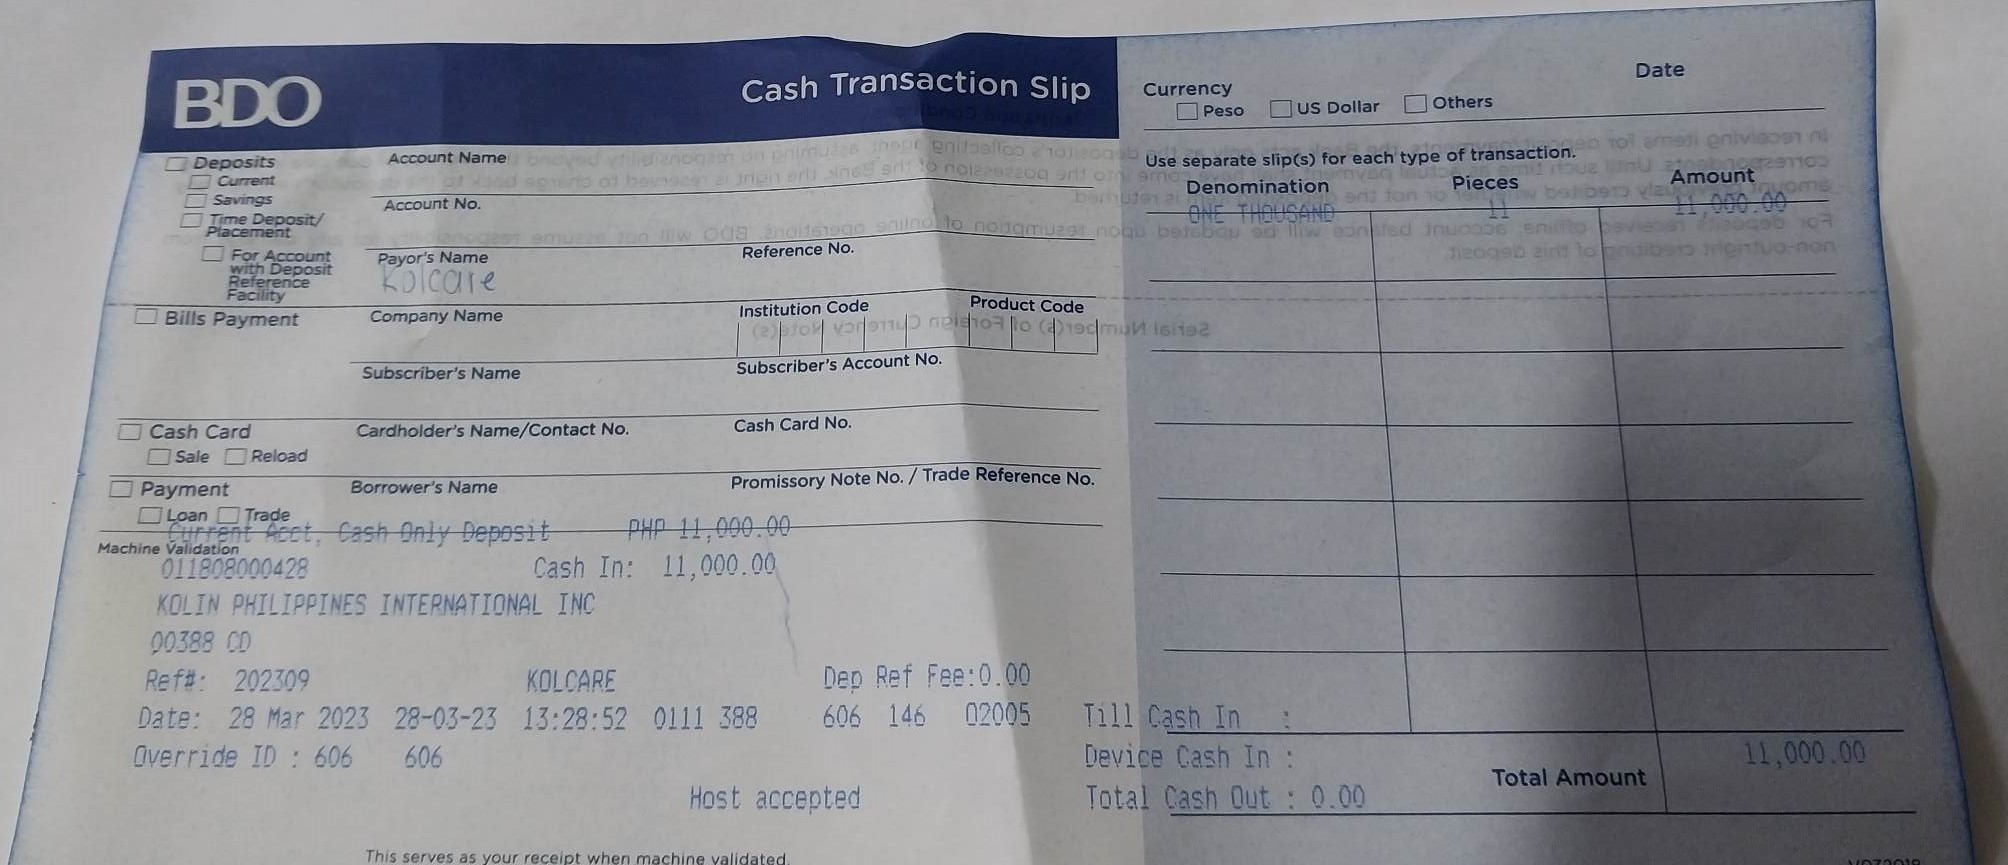 BDO
Cash Transaction Slip
Deposits
Current
Savings
Time Deposit/
Placement
For Account
with Deposit
Reference
Facility
Account Name
Account No.
Payor's Name
Kolcare
Reference No.
Bills Payment
Company Name
Institution Code
Product Code
Subscriber's Name
Subscriber's Account No.
Cash Card
Sale Reload
Cardholder's Name/Contact No.
Cash Card No.
Payment
Loan Trade
Borrower's Name
Promissory Note No. / Trade Reference No.
Current Acct, Cash Only Deposit PHP 11,000.00
Machine Validation
011808000428 Cash In: 11,000.00
KOLIN PHILIPPINES INTERNATIONAL INC
00388 CD
Ref#: 202309 KOLCARE Dep Ref Fee:0.00
Date: 28 Mar 2023 28-03-23 13:28:52 0111 388 606 146 02005
Override ID : 606 606
Host accepted
This serves as your receipt when machine validated.
Currency
Peso US Dollar Others
Date
Use separate slip(s) for each type of transaction.
Denomination Pieces Amount
ONE THOUSAND 11 11,000.00
Till Cash In :
Device Cash In :
Total Cash Out : 0.00
Total Amount
11,000.00